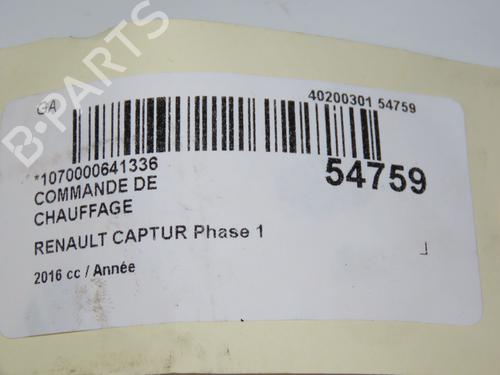 B-PARTS
GA
40200301 54759
*1070000641336
54759
COMMANDE DE
CHAUFFAGE
RENAULT CAPTUR Phase 1
2016 cc / Année